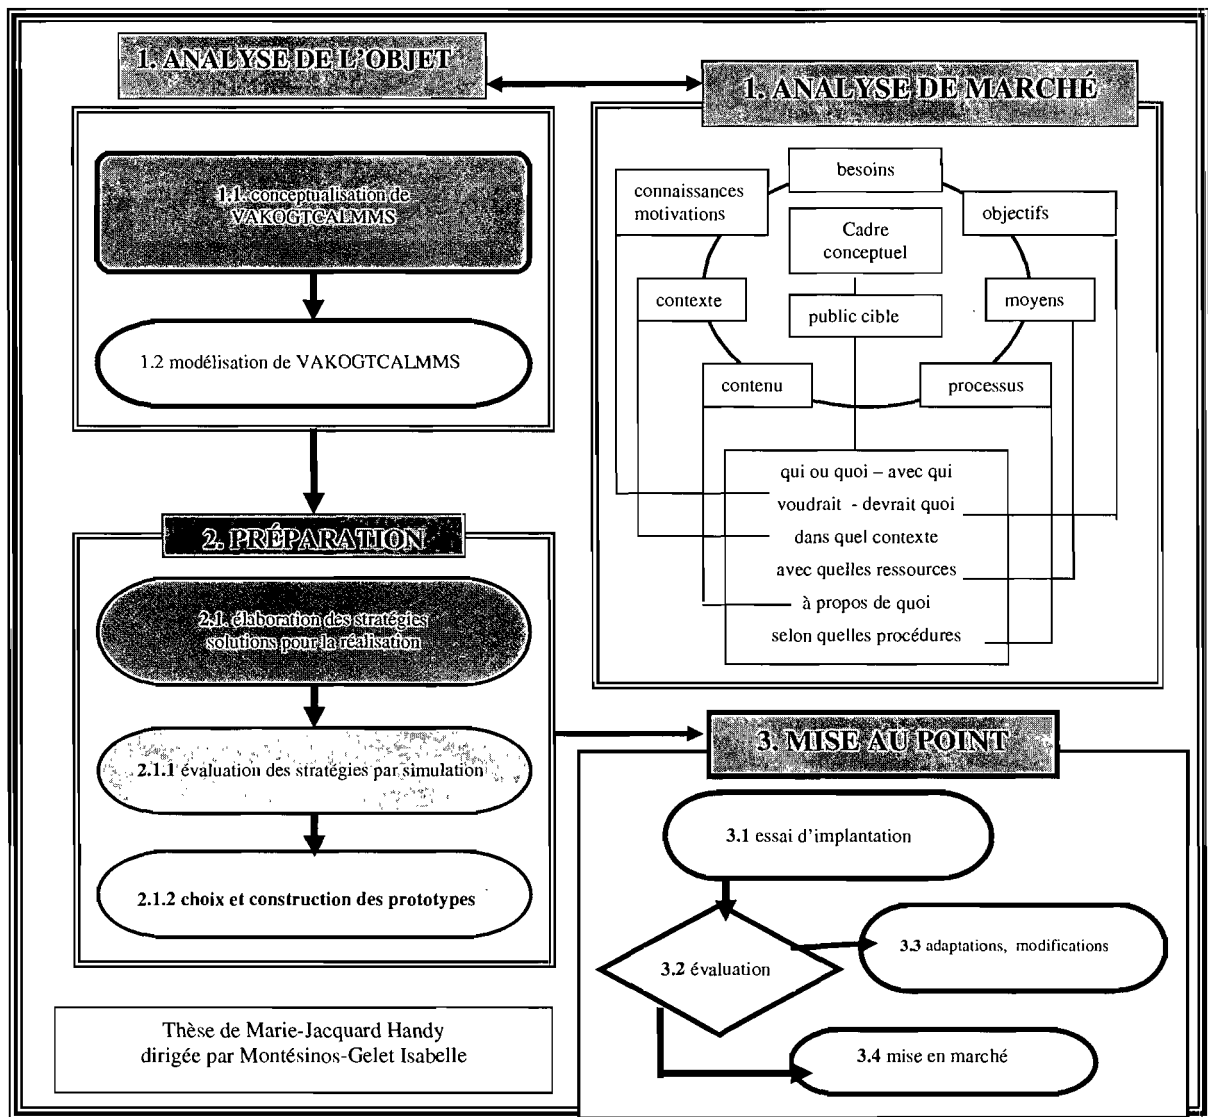 1. ANALYSE DE L'OBJET
1.1. conceptualisation de
VAKOGTCALMMS
1.2 modélisation de VAKOGTCALMMS
1. ANALYSE DE MARCHÉ
besoins
connaissances
motivations
objectifs
Cadre
conceptuel
contexte
moyens
public cible
contenu
processus
qui ou quoi – avec qui
voudrait - devrait quoi
dans quel contexte
avec quelles ressources
à propos de quoi
selon quelles procédures
2. PRÉPARATION
2.1. élaboration des stratégies
solutions pour la réalisation
2.1.1 évaluation des stratégies par simulation
2.1.2 choix et construction des prototypes
3. MISE AU POINT
3.1 essai d'implantation
3.2 évaluation
3.3 adaptations, modifications
3.4 mise en marché
Thèse de Marie-Jacquard Handy
dirigée par Montésinos-Gelet Isabelle